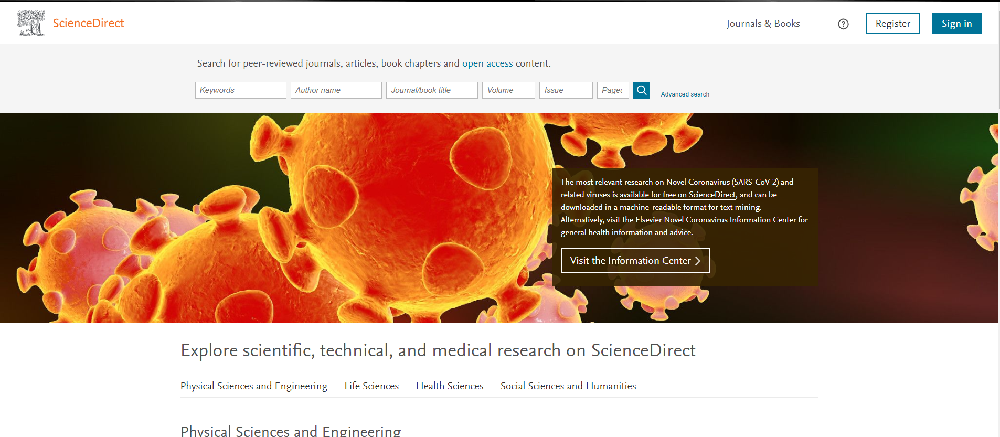 ScienceDirect
Journals & Books
?
Register
Sign in
Search for peer-reviewed journals, articles, book chapters and open access content.
Keywords
Author name
Journal/book title
Volume
Issue
Pages
Advanced search
The most relevant research on Novel Coronavirus (SARS-CoV-2) and
related viruses is available for free on ScienceDirect, and can be
downloaded in a machine-readable format for text mining.
Alternatively, visit the Elsevier Novel Coronavirus Information Center for
general health information and advice.
Visit the Information Center
Explore scientific, technical, and medical research on ScienceDirect
Physical Sciences and Engineering
Life Sciences
Health Sciences
Social Sciences and Humanities
Physical Sciences and Engineering